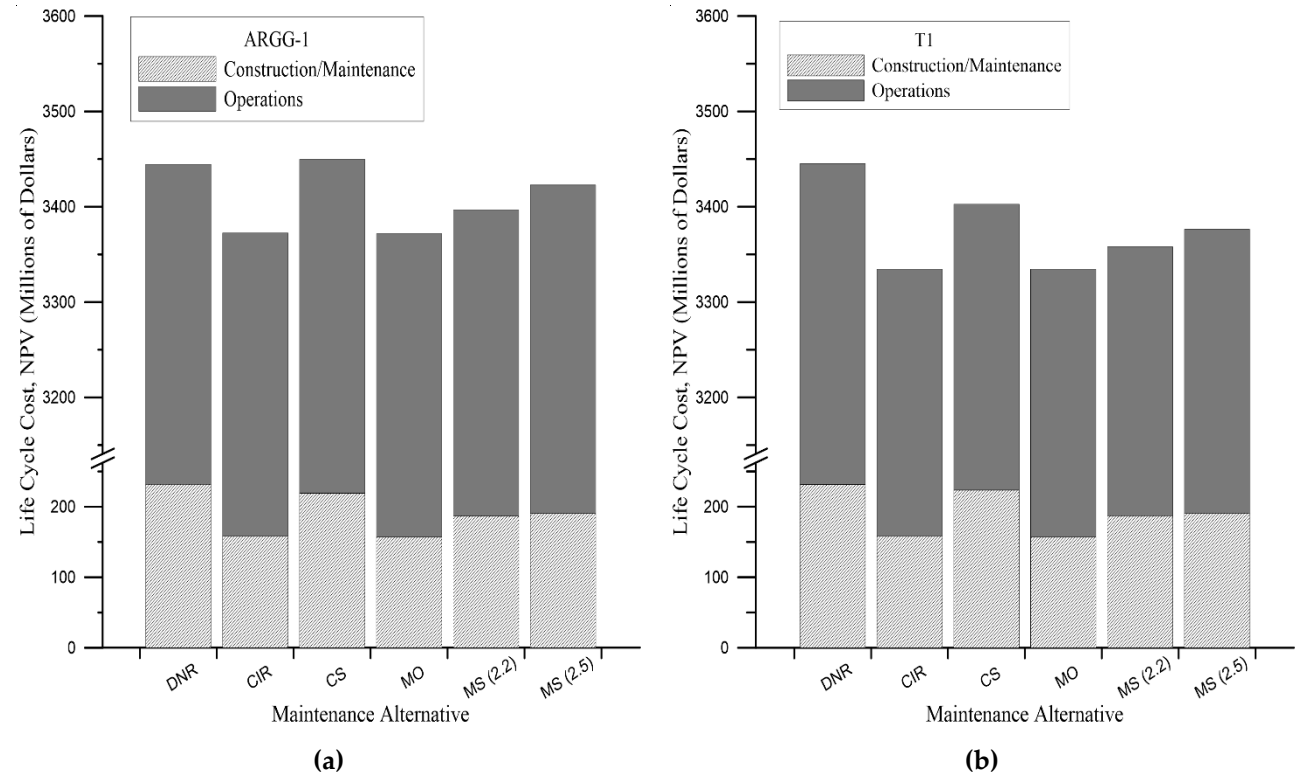 ARGG-1
Construction/Maintenance
Operations
Life Cycle Cost, NPV (Millions of Dollars)
3600
3500
3400
3300
3200
200
100
0
DNR
CIR
CS
MO
MS (2.2)
MS (2.5)
Maintenance Alternative
(a)
T1
Construction/Maintenance
Operations
Life Cycle Cost, NPV (Millions of Dollars)
3600
3500
3400
3300
3200
200
100
0
DNR
CIR
CS
MO
MS (2.2)
MS (2.5)
Maintenance Alternative
(b)